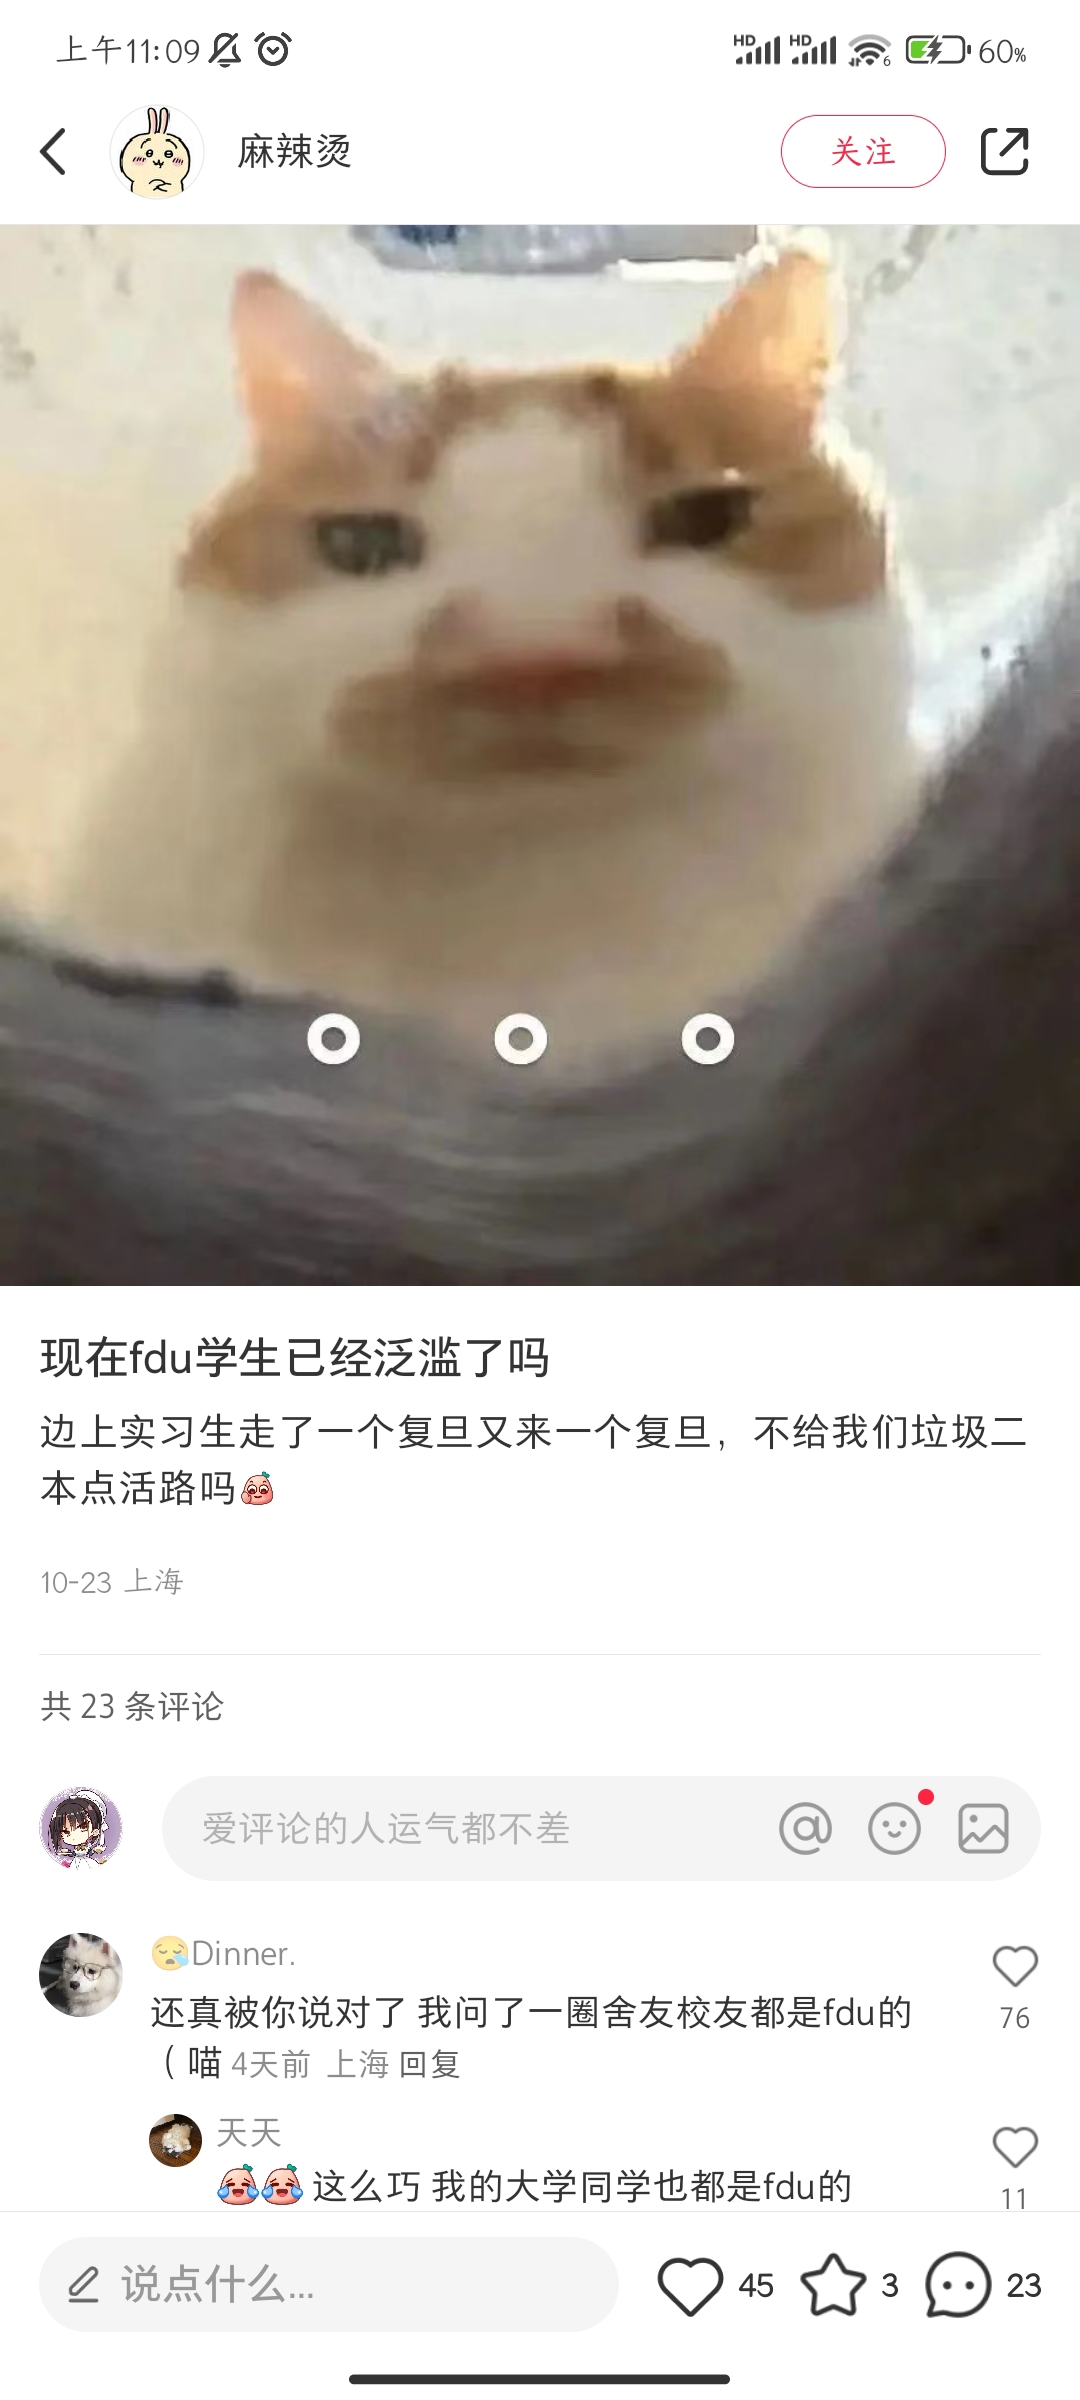 上午11:09
HD HD 6 60%
麻辣烫
关注
现在fdu学生已经泛滥了吗
边上实习生走了一个复旦又来一个复旦，不给我们垃圾二
本点活路吗
10-23 上海
共 23 条评论
爱评论的人运气都不差
😪Dinner.
还真被你说对了 我问了一圈舍友校友都是fdu的
（喵 4天前 上海 回复
76
天天
这么巧 我的大学同学也都是fdu的
11
说点什么...
45
3
23